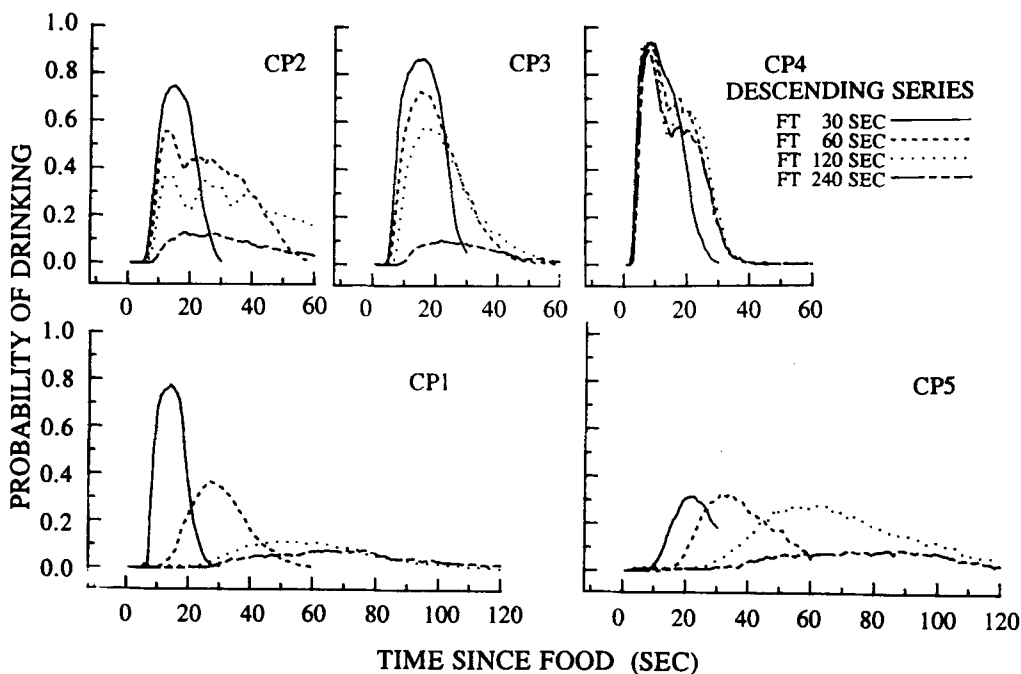 PROBABILITY OF DRINKING
1.0
0.8
0.6
0.4
0.2
0.0
CP2
0 20 40 60
CP3
0 20 40 60
CP4
DESCENDING SERIES
FT 30 SEC
FT 60 SEC
FT 120 SEC
FT 240 SEC
0 20 40 60
1.0
0.8
0.6
0.4
0.2
0.0
CP1
0 20 40 60 80 100 120
CP5
0 20 40 60 80 100 120
TIME SINCE FOOD (SEC)